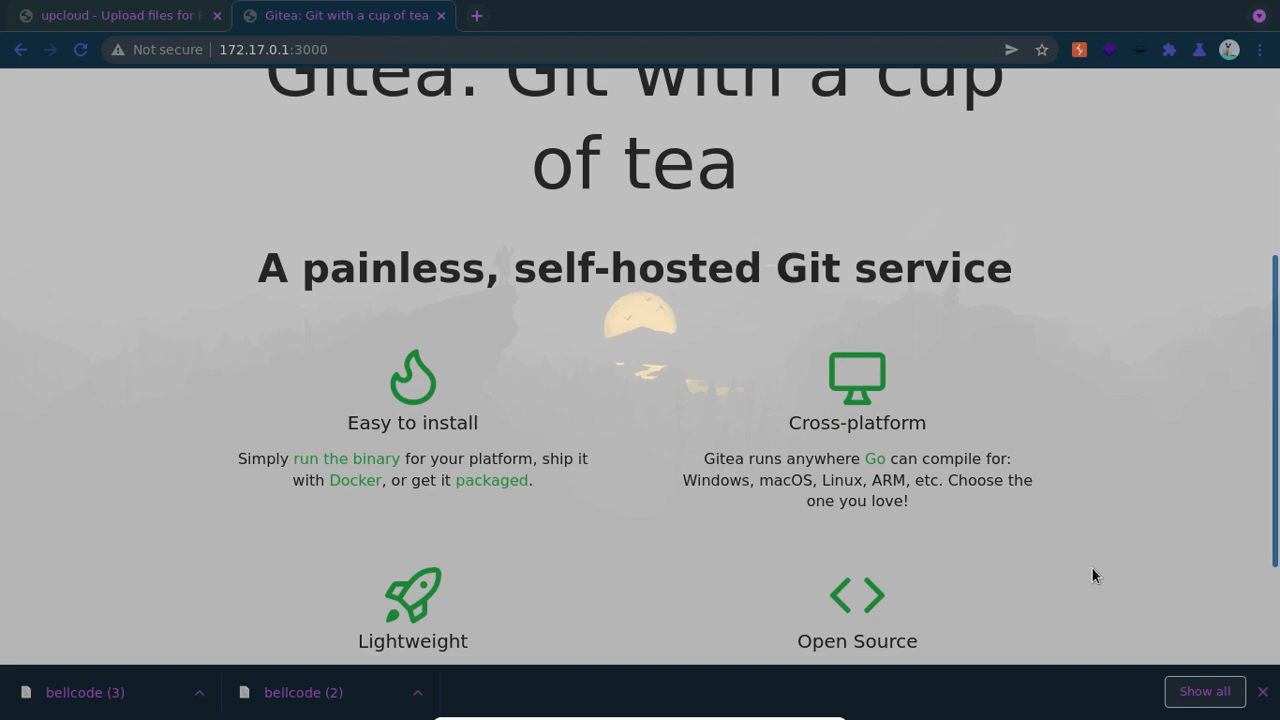 upcloud - Upload files for F
Gitea: Git with a cup of tea
Not secure
172.17.0.1:3000
Gitea: Git with a cup
of tea
A painless, self-hosted Git service
Easy to install
Simply run the binary for your platform, ship it
with Docker, or get it packaged.
Cross-platform
Gitea runs anywhere Go can compile for:
Windows, macOS, Linux, ARM, etc. Choose the
one you love!
Lightweight
Open Source
bellcode (3)
bellcode (2)
Show all